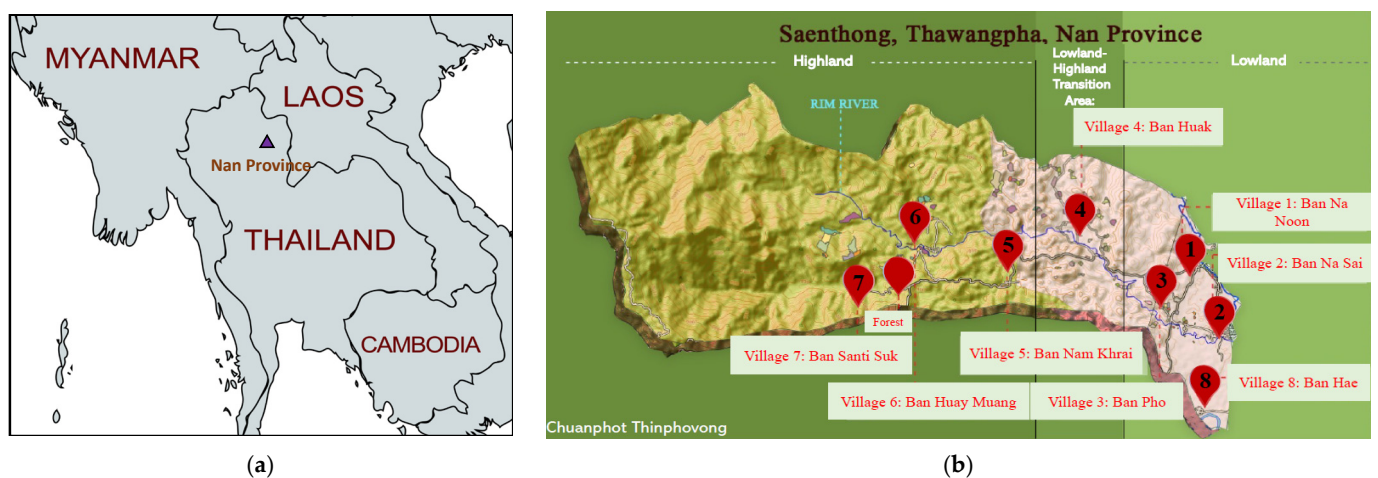 MYANMAR
LAOS
Nan Province
THAILAND
CAMBODIA
(a)
Saenthong, Thawangpha, Nan Province
Highland
Lowland-
Highland
Transition
Area:
Lowland
RIM RIVER
Village 4: Ban Huak
Village 1: Ban Na
Noon
Village 2: Ban Na Sai
6
4
5
1
7
3
2
Forest
Village 7: Ban Santi Suk
Village 5: Ban Nam Khrai
8
Village 8: Ban Hae
Village 6: Ban Huay Muang
Village 3: Ban Pho
Chuanphot Thinphovong
(b)